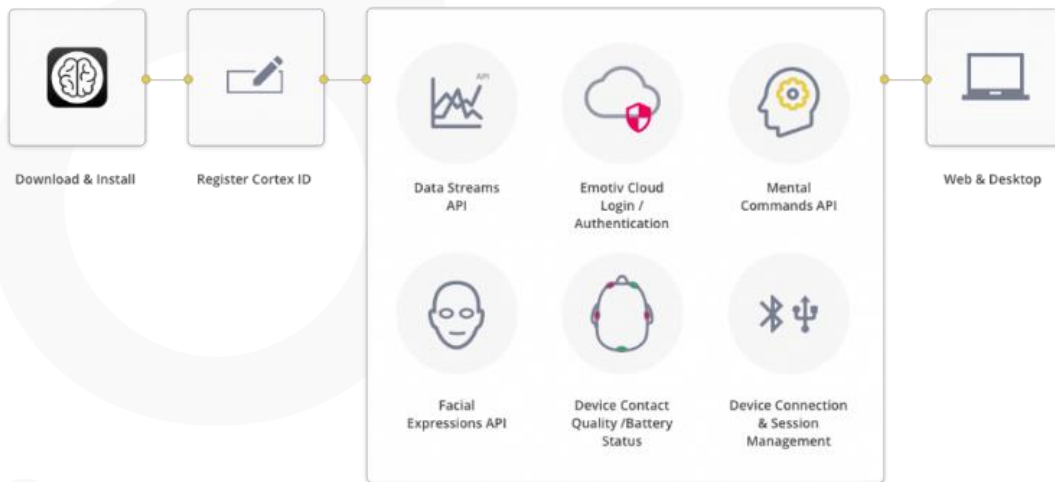 Download & Install
Register Cortex ID
API
Data Streams
API
Emotiv Cloud
Login /
Authentication
Mental
Commands API
Facial
Expressions API
Device Contact
Quality /Battery
Status
Device Connection
& Session
Management
Web & Desktop